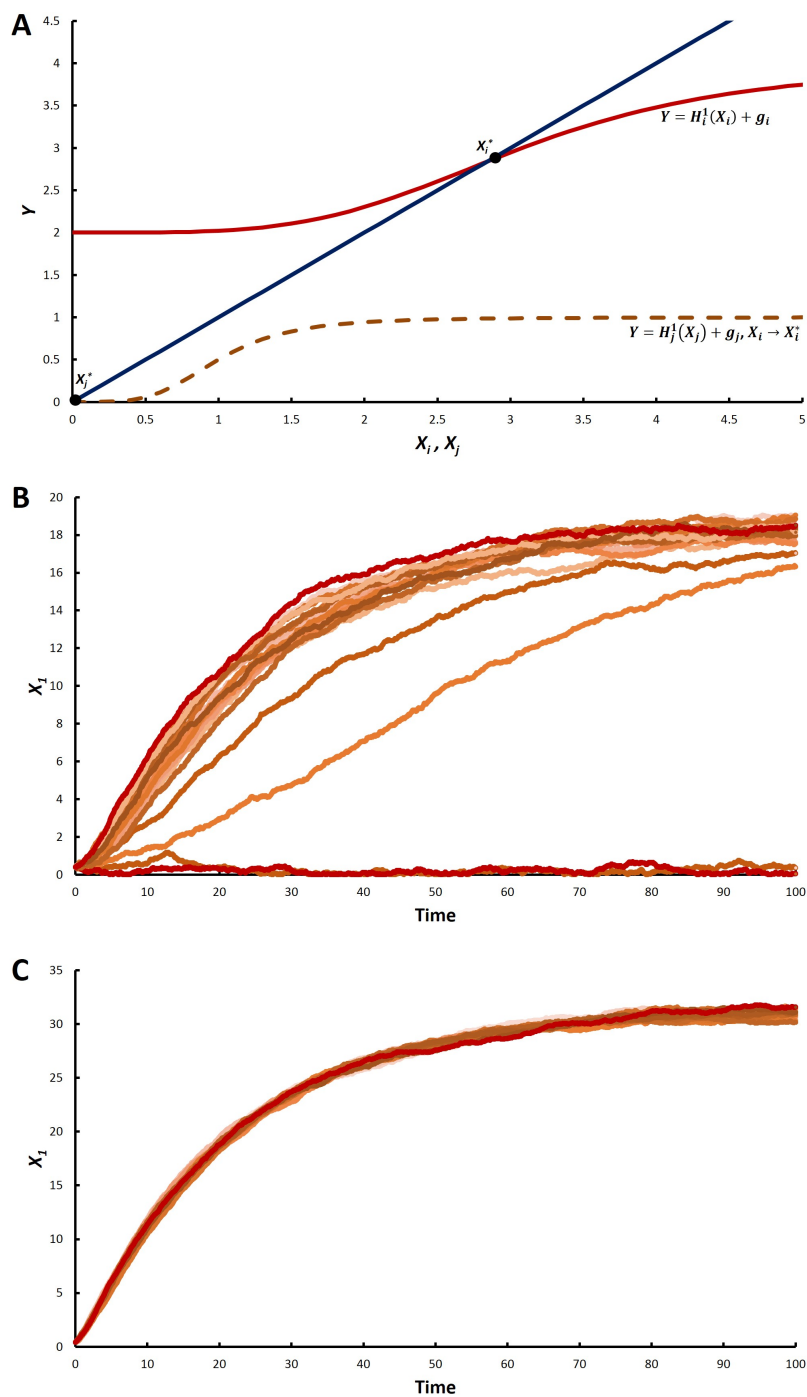 A
4.5
4
3.5
3
2.5
2
1.5
1
0.5
0
Y
Y = H_i^1(X_i) + g_i
X_i^*
Y = H_j^1(X_j) + g_j, X_i → X_i^*
X_j^*
0 0.5 1 1.5 2 2.5 3 3.5 4 4.5 5
X_i , X_j
B
20
18
16
14
12
10
8
6
4
2
0
X_1
0 10 20 30 40 50 60 70 80 90 100
Time
C
35
30
25
20
15
10
5
0
X_1
0 10 20 30 40 50 60 70 80 90 100
Time